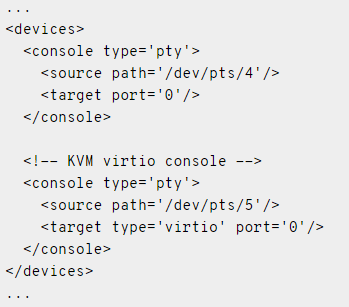 ...
<devices>
  <console type='pty'>
    <source path='/dev/pts/4'/>
    <target port='0'/>
  </console>

  <!-- KVM virtio console -->
  <console type='pty'>
    <source path='/dev/pts/5'/>
    <target type='virtio' port='0'/>
  </console>
</devices>
...